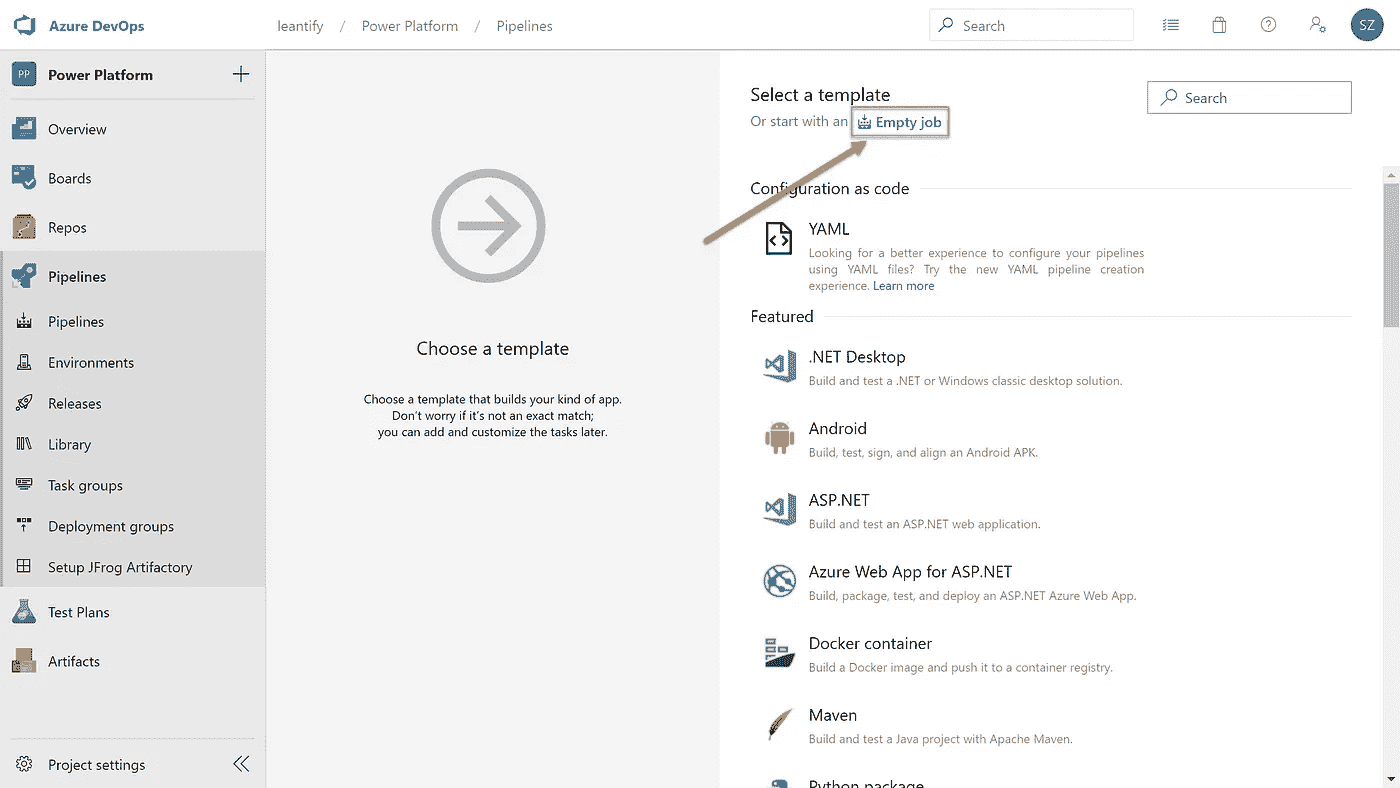 Azure DevOps
leantify / Power Platform / Pipelines
Search
SZ
PP Power Platform
Overview
Boards
Repos
Pipelines
Pipelines
Environments
Releases
Library
Task groups
Deployment groups
Setup JFrog Artifactory
Test Plans
Artifacts
Project settings
Choose a template
Choose a template that builds your kind of app.
Don't worry if it's not an exact match;
you can add and customize the tasks later.
Select a template
Or start with an Empty job
Search
Configuration as code
YAML
Looking for a better experience to configure your pipelines
using YAML files? Try the new YAML pipeline creation
experience. Learn more
Featured
.NET Desktop
Build and test a .NET or Windows classic desktop solution.
Android
Build, test, sign, and align an Android APK.
ASP.NET
Build and test an ASP.NET web application.
Azure Web App for ASP.NET
Build, package, test, and deploy an ASP.NET Azure Web App.
Docker container
Build a Docker image and push it to a container registry.
Maven
Build and test a Java project with Apache Maven.
Python package